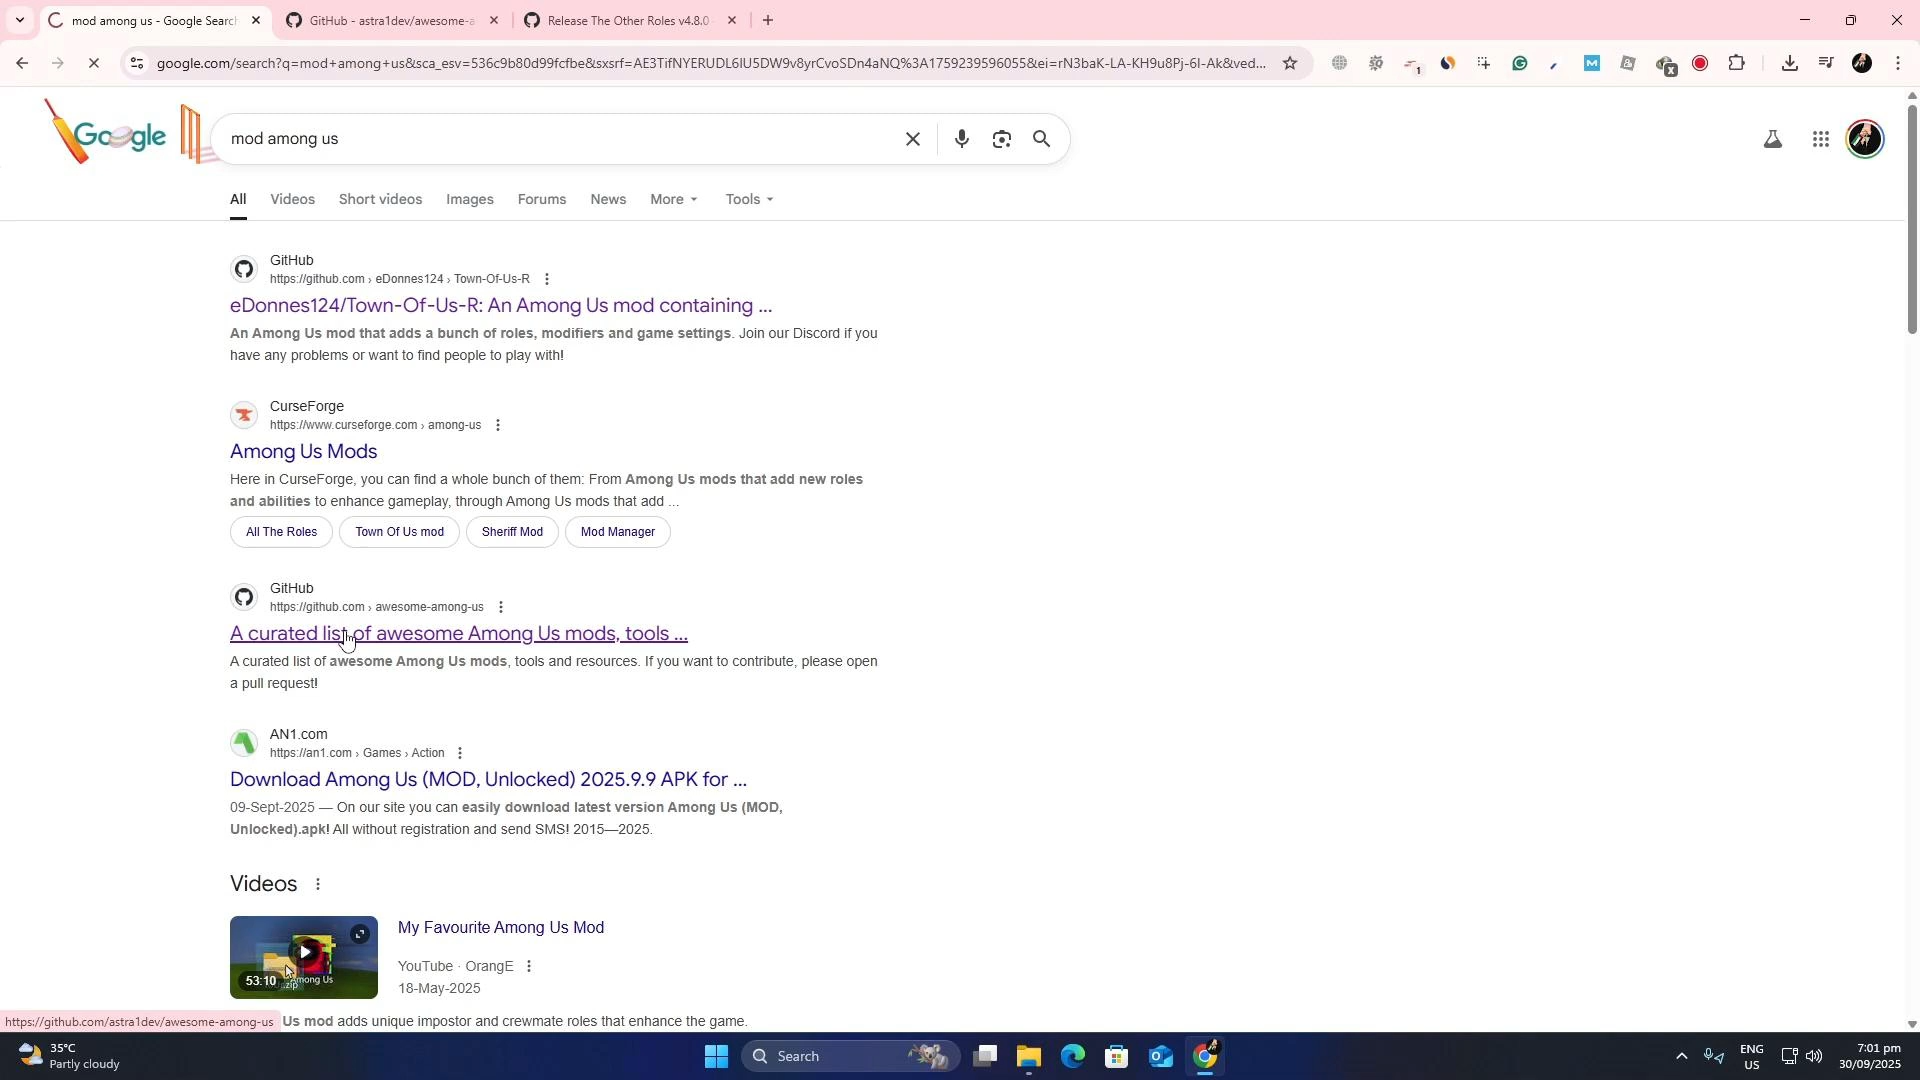 mod among us - Google Search
GitHub - astra1dev/awesome-a
Release The Other Roles v4.8.0
google.com/search?q=mod+among+us&sca_esv=536c9b80d99fcfbe&sxsrf=AE3TifNYERUDL6IU5DW9v8yrCvoSDn4aNQ%3A1759239596055&ei=rN3baK-LA-KH9u8Pj-6I-Ak&ved...
1
Google
mod among us
All
Videos
Short videos
Images
Forums
News
More
Tools
GitHub
https://github.com › eDonnes124 › Town-Of-Us-R
eDonnes124/Town-Of-Us-R: An Among Us mod containing ...
An Among Us mod that adds a bunch of roles, modifiers and game settings. Join our Discord if you
have any problems or want to find people to play with!
CurseForge
https://www.curseforge.com › among-us
Among Us Mods
Here in CurseForge, you can find a whole bunch of them: From Among Us mods that add new roles
and abilities to enhance gameplay, through Among Us mods that add ...
All The Roles
Town Of Us mod
Sheriff Mod
Mod Manager
GitHub
https://github.com › awesome-among-us
A curated list of awesome Among Us mods, tools ...
A curated list of awesome Among Us mods, tools and resources. If you want to contribute, please open
a pull request!
AN1.com
https://an1.com › Games › Action
Download Among Us (MOD, Unlocked) 2025.9.9 APK for ...
09-Sept-2025 — On our site you can easily download latest version Among Us (MOD,
Unlocked).apk! All without registration and send SMS! 2015—2025.
Videos
My Favourite Among Us Mod
YouTube · OrangE
18-May-2025
53:10
mong Us
.zip
https://github.com/astra1dev/awesome-among-us
Us mod adds unique impostor and crewmate roles that enhance the game.
35°C
Partly cloudy
Search
ENG
US
7:01 pm
30/09/2025